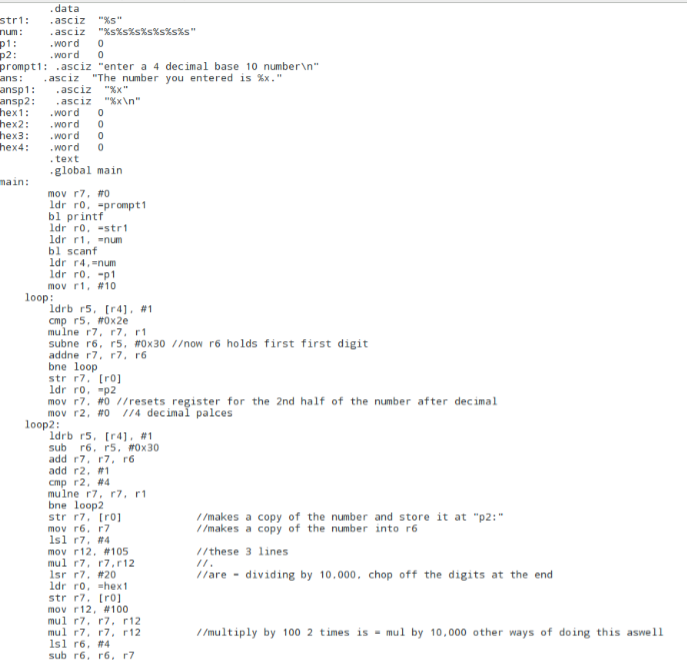 .data
str1: .asciz "%s"
num: .asciz "%s%s%s%s%s%s%s"
p1: .word 0
p2: .word 0
prompt1: .asciz "enter a 4 decimal base 10 number\n"
ans: .asciz "The number you entered is %x."
ansp1: .asciz "%x"
ansp2: .asciz "%x\n"
hex1: .word 0
hex2: .word 0
hex3: .word 0
hex4: .word 0
.text
.global main
main:
mov r7, #0
ldr r0, =prompt1
bl printf
ldr r0, =str1
ldr r1, =num
bl scanf
ldr r4,=num
ldr r0, =p1
mov r1, #10
loop:
ldrb r5, [r4], #1
cmp r5, #0x2e
mulne r7, r7, r1
subne r6, r5, #0x30 //now r6 holds first first digit
addne r7, r7, r6
bne loop
str r7, [r0]
ldr r0, =p2
mov r7, #0 //resets register for the 2nd half of the number after decimal
mov r2, #0 //4 decimal palces
loop2:
ldrb r5, [r4], #1
sub r6, r5, #0x30
add r7, r7, r6
add r2, #1
cmp r2, #4
mulne r7, r7, r1
bne loop2
str r7, [r0] //makes a copy of the number and store it at "p2:"
mov r6, r7 //makes a copy of the number into r6
lsl r7, #4
mov r12, #105 //these 3 lines
mul r7, r7,r12 //.
lsr r7, #20 //are = dividing by 10.000, chop off the digits at the end
ldr r0, =hex1
str r7, [r0]
mov r12, #100
mul r7, r7, r12
mul r7, r7, r12 //multiply by 100 2 times is = mul by 10,000 other ways of doing this aswell
lsl r6, #4
sub r6, r6, r7